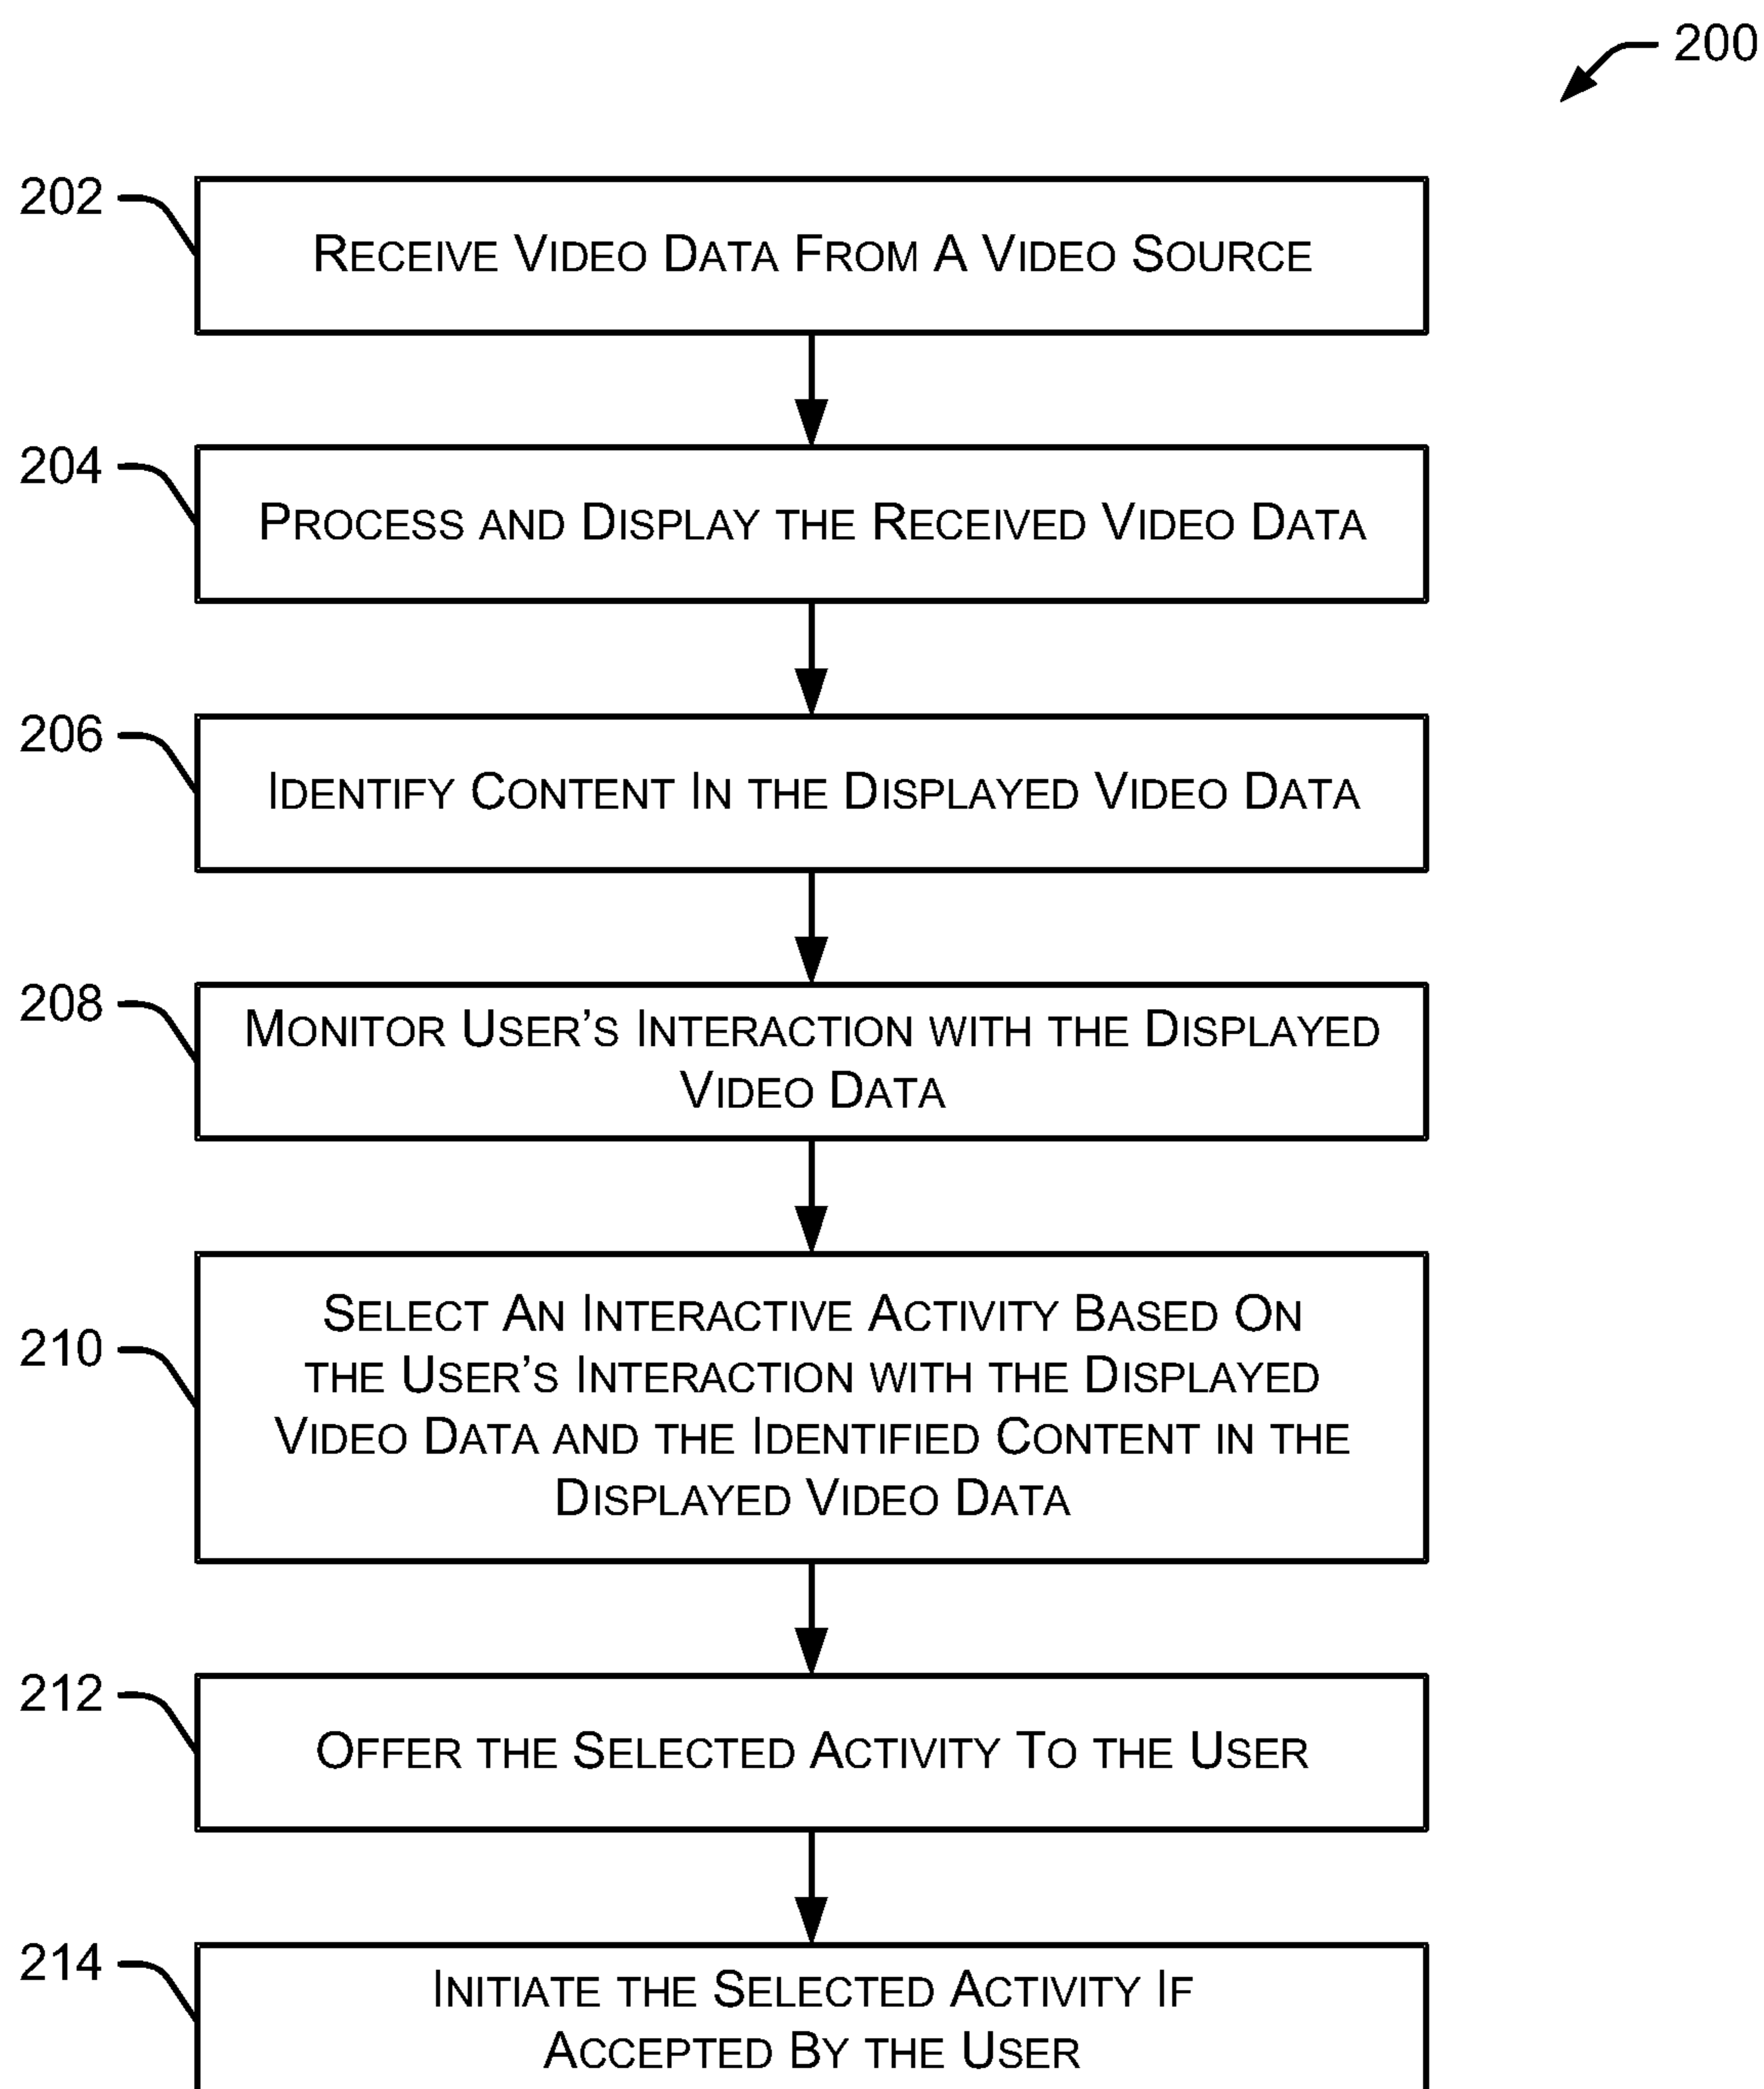 200
202
RECEIVE VIDEO DATA FROM A VIDEO SOURCE
204
PROCESS AND DISPLAY THE RECEIVED VIDEO DATA
206
IDENTIFY CONTENT IN THE DISPLAYED VIDEO DATA
208
MONITOR USER'S INTERACTION WITH THE DISPLAYED
VIDEO DATA
210
SELECT AN INTERACTIVE ACTIVITY BASED ON
THE USER'S INTERACTION WITH THE DISPLAYED
VIDEO DATA AND THE IDENTIFIED CONTENT IN THE
DISPLAYED VIDEO DATA
212
OFFER THE SELECTED ACTIVITY TO THE USER
214
INITIATE THE SELECTED ACTIVITY IF
ACCEPTED BY THE USER